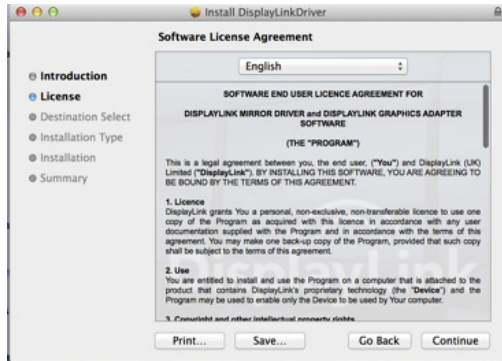 Install DisplayLinkDriver
Software License Agreement
English
Introduction
License
Destination Select
Installation Type
Installation
Summary
SOFTWARE END USER LICENCE AGREEMENT FOR
DISPLAYLINK MIRROR DRIVER and DISPLAYLINK GRAPHICS ADAPTER
SOFTWARE
(THE "PROGRAM")
This is a legal agreement between you, the end user, ("You") and DisplayLink (UK)
Limited ("DisplayLink"). BY INSTALLING THIS SOFTWARE, YOU ARE AGREEING TO
BE BOUND BY THE TERMS OF THIS AGREEMENT.
1. Licence
DisplayLink grants You a personal, non-exclusive, non-transferable licence to use one
copy of the Program as acquired with this licence in accordance with any user
documentation supplied with the Program and in accordance with the terms of this
agreement. You may make one back-up copy of the Program, provided that such copy
shall be subject to the terms of this agreement.
2. Use
You are entitled to install and use the Program on a computer that is attached to the
product that contains DisplayLink's proprietary technology (the "Device") and the
Program may be used to enable only the Device to be used by Your computer.
3. Copyright and other intellectual property rights
DisplayLink
Print...
Save...
Go Back
Continue